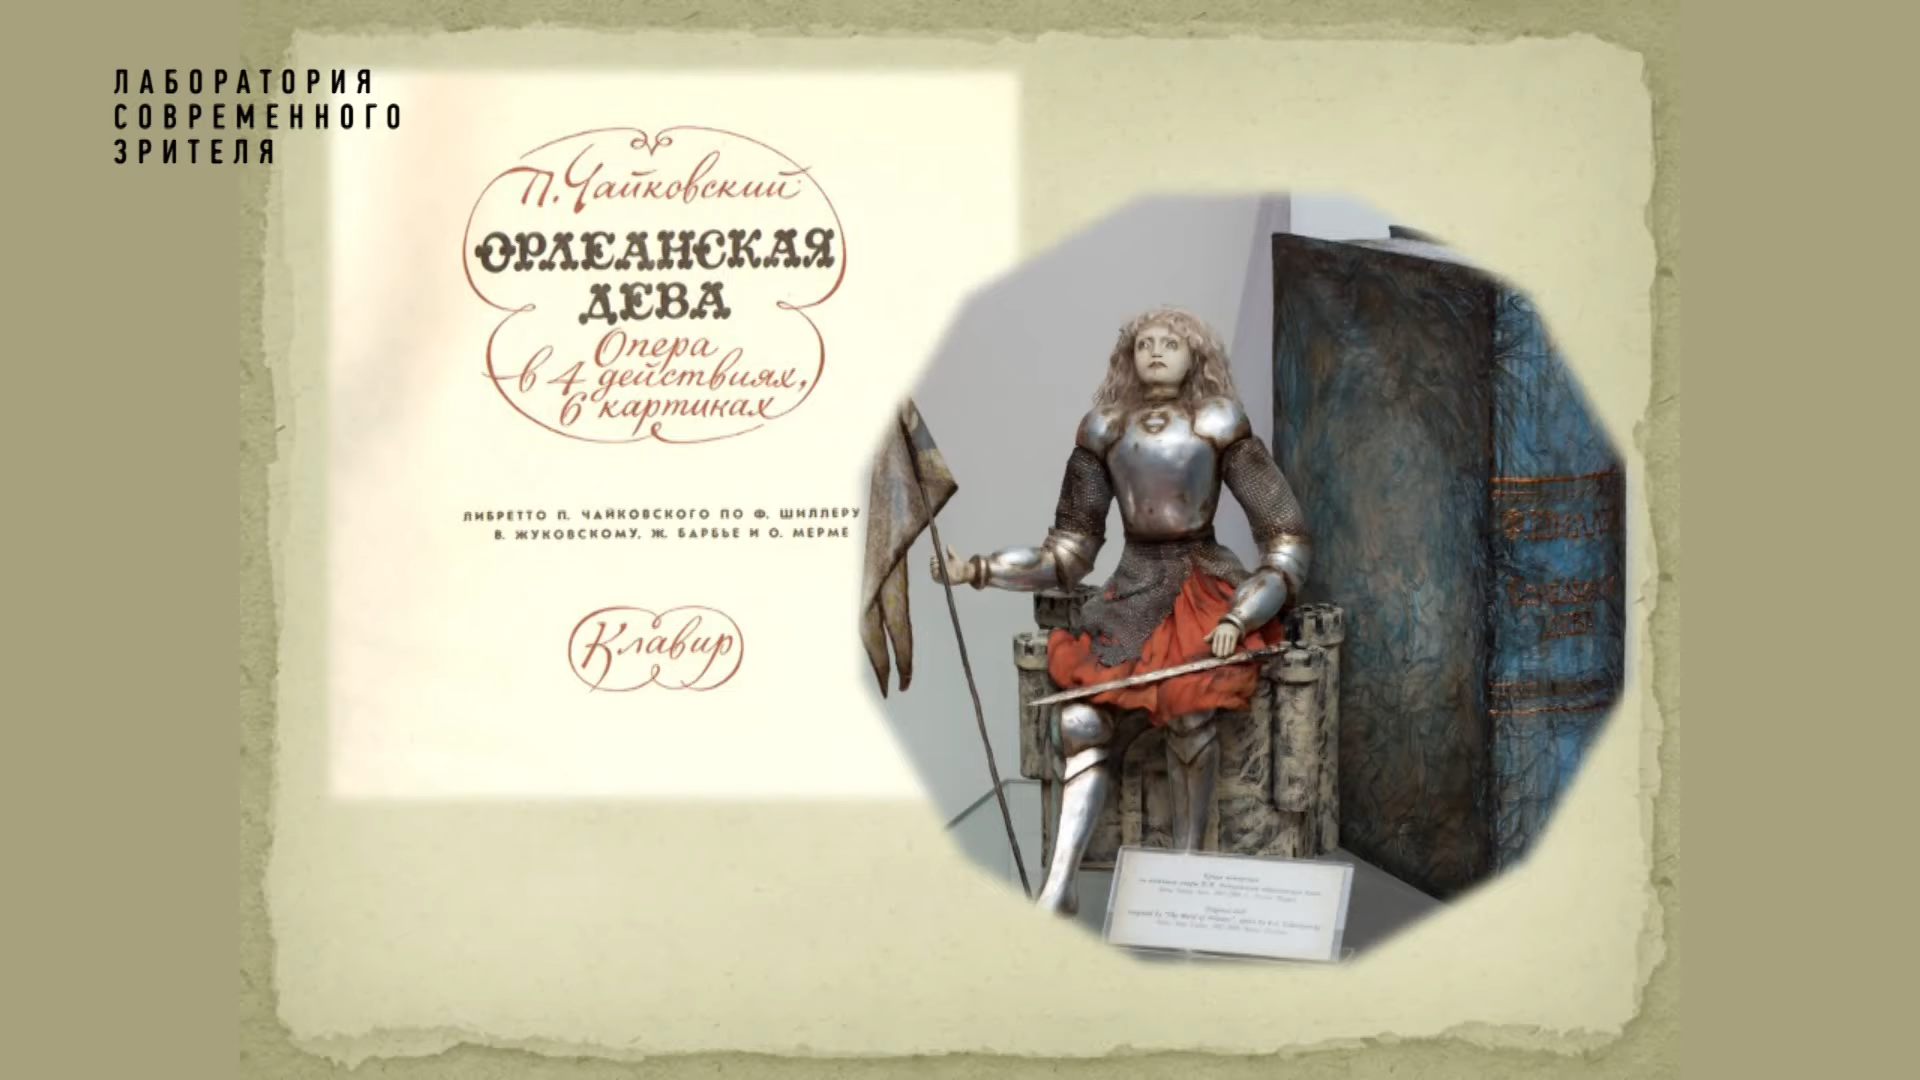 ЛАБОРАТОРИЯ
СОВРЕМЕННОГО
ЗРИТЕЛЯ
П. Чайковский
ОРЛЕАНСКАЯ
ДЕВА
Опера
в 4 действиях,
6 картинах
ЛИБРЕТТО П. ЧАЙКОВСКОГО ПО Ф. ШИЛЛЕРУ
В. ЖУКОВСКОМУ, Ж. БАРБЬЕ И О. МЕРМЕ
Клавир